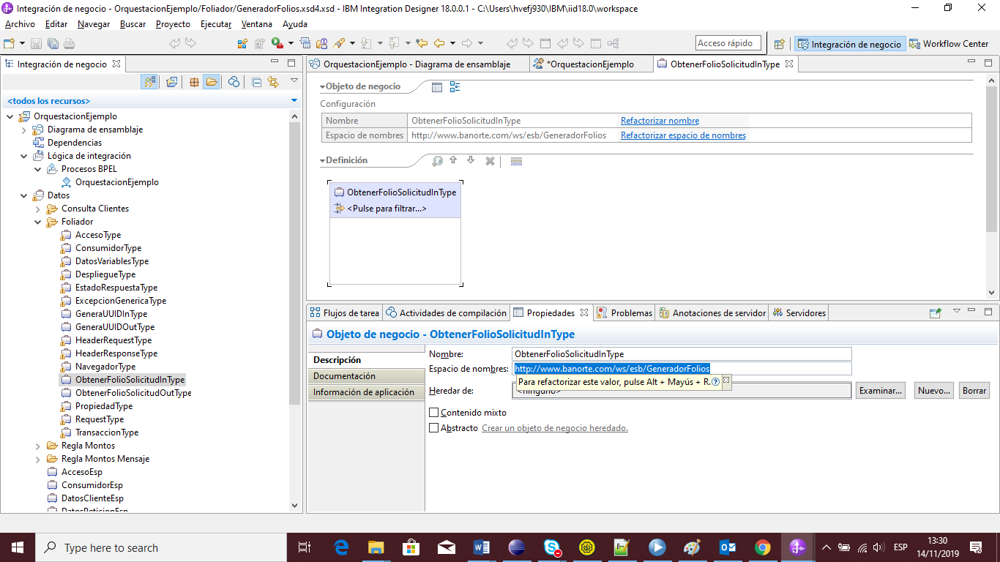 Integración de negocio - OrquestacionEjemplo/Foliador/GeneradorFolios.xsd4.xsd - IBM Integration Designer 18.0.0.1 - C:\Users\hvefj930\IBM\iid18.0\workspace
Archivo Editar Navegar Buscar Proyecto Ejecutar Ventana Ayuda
Acceso rápido
Integración de negocio
Workflow Center
Integración de negocio
<todos los recursos>
OrquestacionEjemplo
Diagrama de ensamblaje
Dependencias
Lógica de integración
Procesos BPEL
OrquestacionEjemplo
Datos
Consulta Clientes
Foliador
AccesoType
ConsumidorType
DatosVariablesType
DespliegueType
EstadoRespuestaType
ExcepcionGenericaType
GeneraUUIDInType
GeneraUUIDOutType
HeaderRequestType
HeaderResponseType
NavegadorType
ObtenerFolioSolicitudInType
ObtenerFolioSolicitudOutType
PropiedadType
RequestType
TransaccionType
Regla Montos
Regla Montos Mensaje
AccesoEsp
ConsumidorEsp
DatosClienteEsp
DatosPeticionEsp
OrquestacionEjemplo - Diagrama de ensamblaje
*OrquestacionEjemplo
ObtenerFolioSolicitudInType
Objeto de negocio
Configuración
Nombre ObtenerFolioSolicitudInType Refactorizar nombre
Espacio de nombres http://www.banorte.com/ws/esb/GeneradorFolios Refactorizar espacio de nombres
Definición
ObtenerFolioSolicitudInType
<Pulse para filtrar...>
Flujos de tarea
Actividades de compilación
Propiedades
Problemas
Anotaciones de servidor
Servidores
Objeto de negocio - ObtenerFolioSolicitudInType
Descripción
Documentación
Información de aplicación
Nombre: ObtenerFolioSolicitudInType
Espacio de nombres: http://www.banorte.com/ws/esb/GeneradorFolios
Para refactorizar este valor, pulse Alt + Mayús + R.
Heredar de: <ninguno> Examinar... Nuevo... Borrar
Contenido mixto
Abstracto Crear un objeto de negocio heredado.
Type here to search
ESP
13:30
14/11/2019